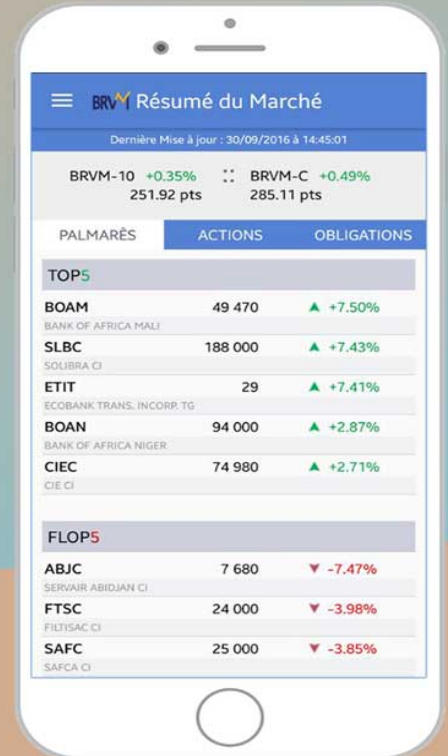 BRVM Résumé du Marché
Dernière Mise à jour : 30/09/2016 à 14:45:01
BRVM-10 +0.35% :: BRVM-C +0.49%
251.92 pts 285.11 pts
PALMARÈS ACTIONS OBLIGATIONS
TOP5
BOAM 49 470 ▲ +7.50%
BANK OF AFRICA MALI
SLBC 188 000 ▲ +7.43%
SOLIBRA CI
ETIT 29 ▲ +7.41%
ECOBANK TRANS. INCORP. TG
BOAN 94 000 ▲ +2.87%
BANK OF AFRICA NIGER
CIEC 74 980 ▲ +2.71%
CIE CI
FLOP5
ABJC 7 680 ▼ -7.47%
SERVAIR ABIDJAN CI
FTSC 24 000 ▼ -3.98%
FILTISAC CI
SAFC 25 000 ▼ -3.85%
SAFCA CI